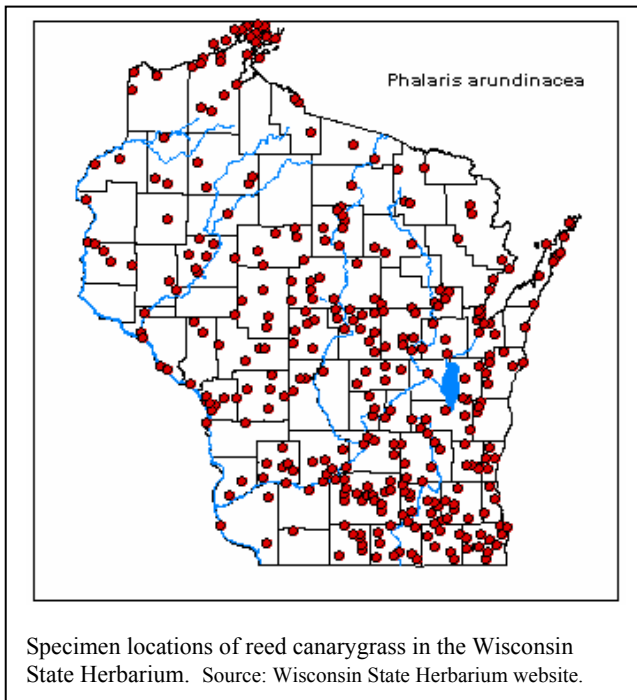 Phalaris arundinacea
Specimen locations of reed canarygrass in the Wisconsin
State Herbarium. Source: Wisconsin State Herbarium website.